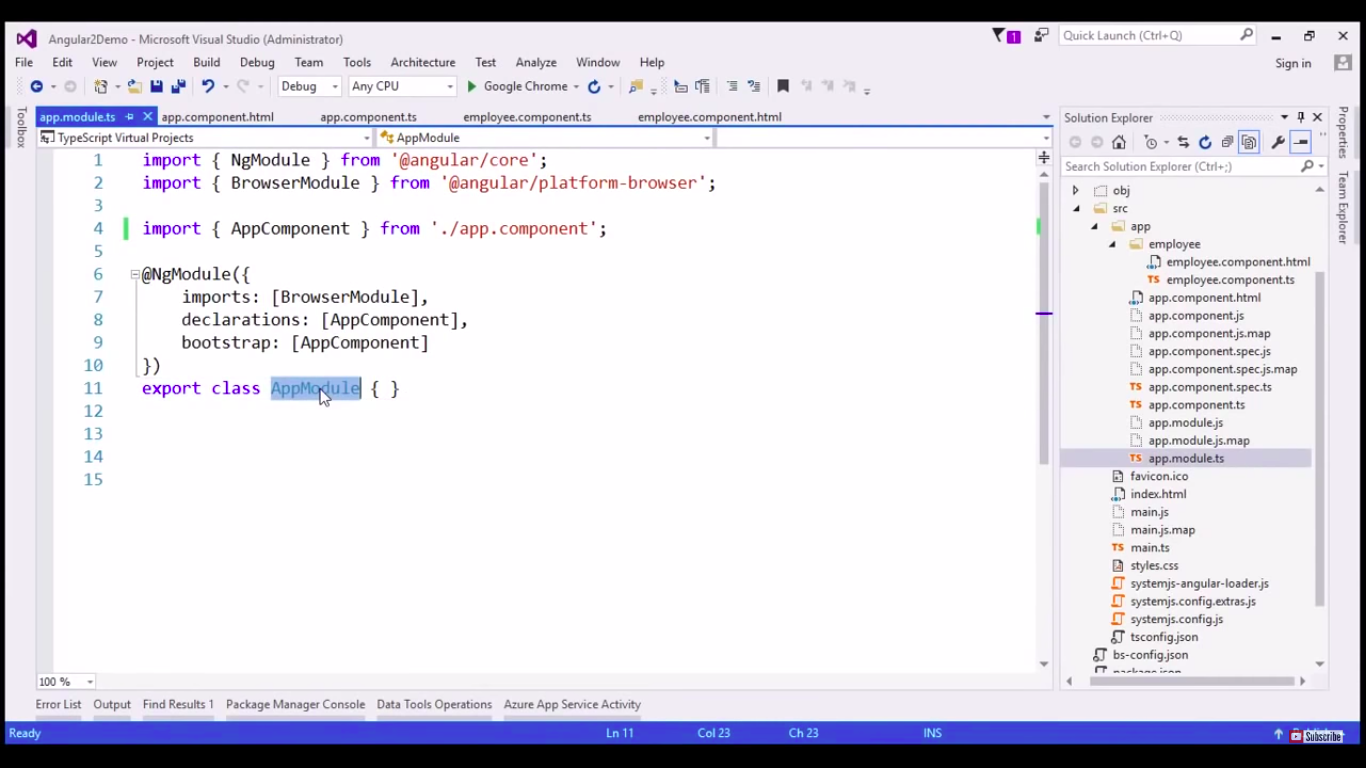 Angular2Demo - Microsoft Visual Studio (Administrator)
1
Quick Launch (Ctrl+Q)
File Edit View Project Build Debug Team Tools Architecture Test Analyze Window Help
Sign in
Debug Any CPU Google Chrome
Toolbox
app.module.ts app.component.html app.component.ts employee.component.ts employee.component.html
TypeScript Virtual Projects AppModule
1 import { NgModule } from '@angular/core';
2 import { BrowserModule } from '@angular/platform-browser';
3
4 import { AppComponent } from './app.component';
5
6 @NgModule({
7 imports: [BrowserModule],
8 declarations: [AppComponent],
9 bootstrap: [AppComponent]
10 })
11 export class AppModule { }
12
13
14
15
100 %
Solution Explorer
Search Solution Explorer (Ctrl+;)
obj
src
app
employee
employee.component.html
employee.component.ts
app.component.html
app.component.js
app.component.js.map
app.component.spec.js
app.component.spec.js.map
app.component.spec.ts
app.component.ts
app.module.js
app.module.js.map
app.module.ts
favicon.ico
index.html
main.js
main.js.map
main.ts
styles.css
systemjs-angular-loader.js
systemjs.config.extras.js
systemjs.config.js
tsconfig.json
bs-config.json
package.json
Properties
Team Explorer
Error List Output Find Results 1 Package Manager Console Data Tools Operations Azure App Service Activity
Ready Ln 11 Col 23 Ch 23 INS
Subscribe